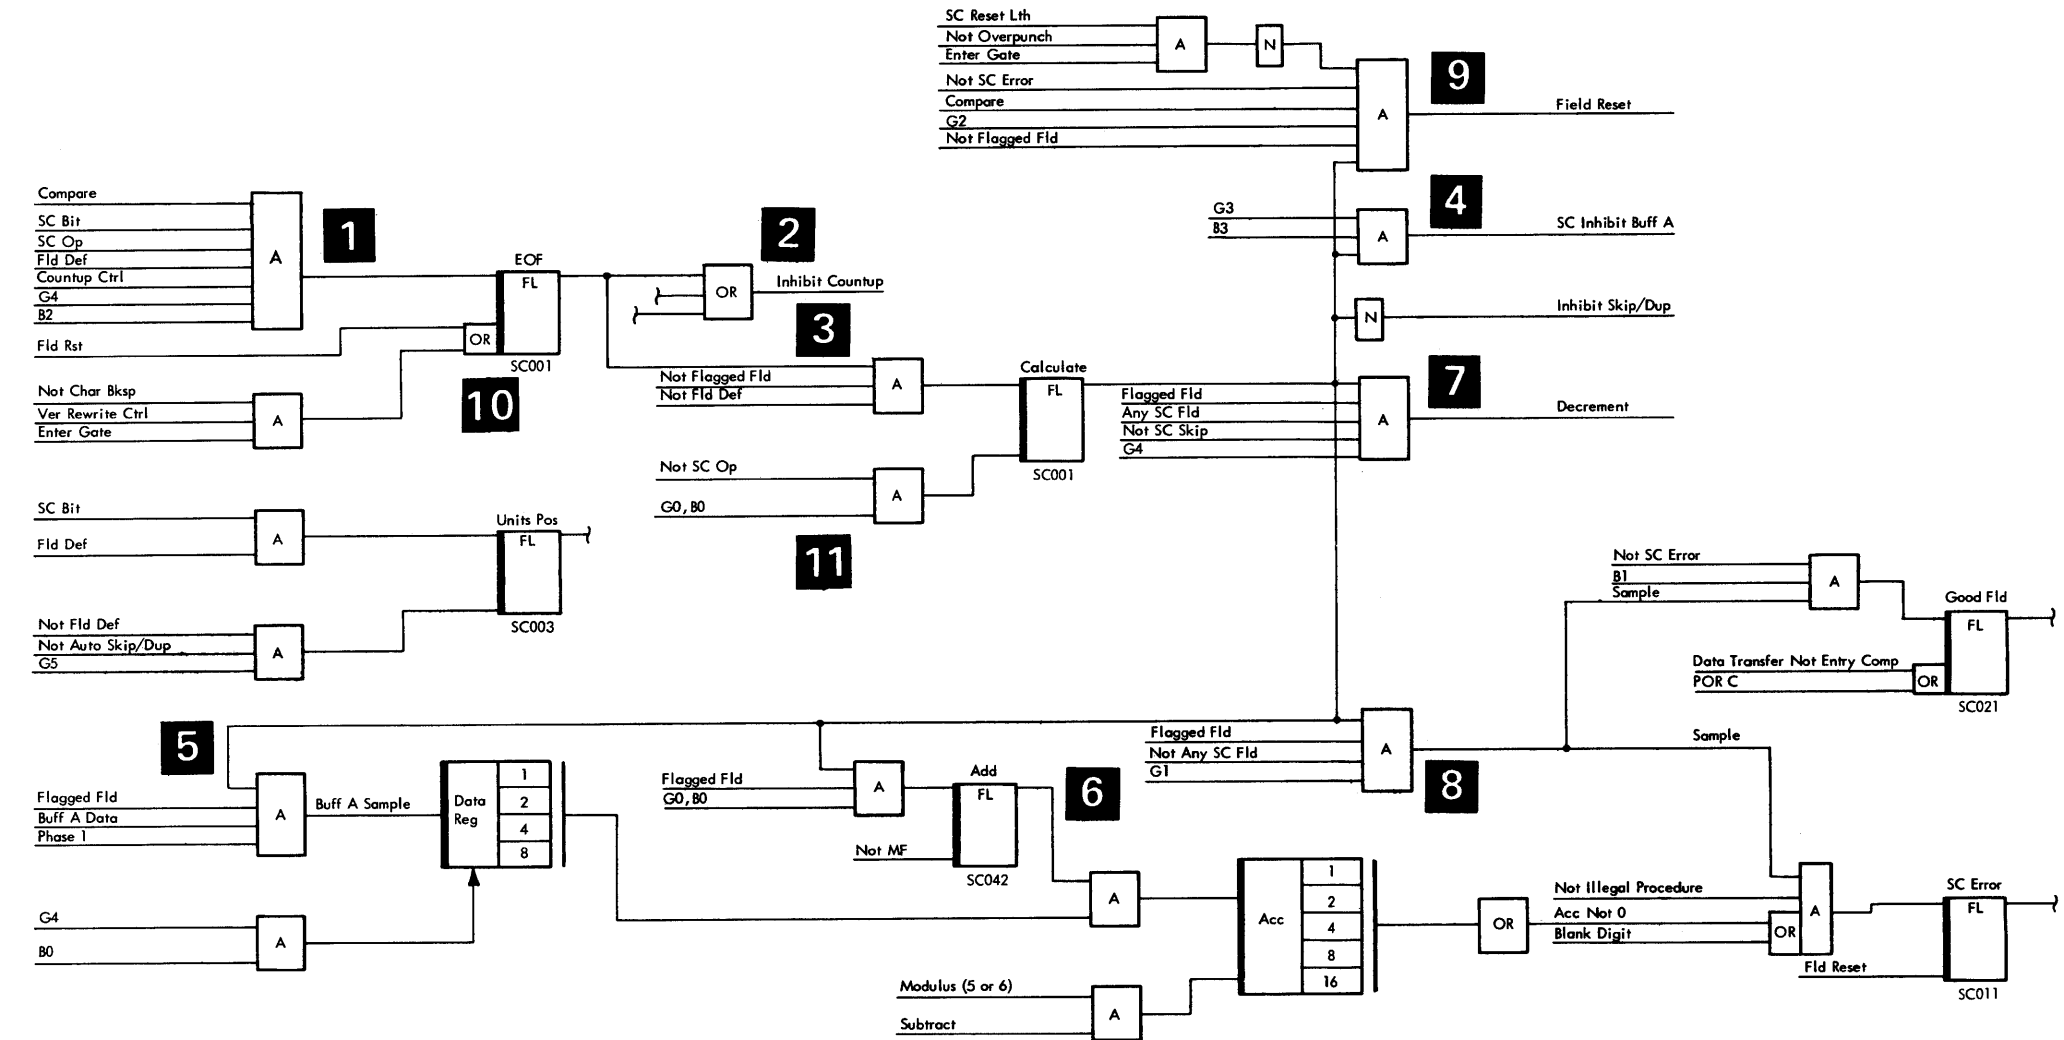 SC Reset Lth
Not Overpunch
Enter Gate
A
N
Not SC Error
Compare
G2
Not Flagged Fld
A
9
Field Reset
Compare
SC Bit
SC Op
Fld Def
Countup Ctrl
G4
B2
A
1
Fld Rst
EOF
FL
OR
SC001
10
Not Char Bksp
Ver Rewrite Ctrl
Enter Gate
A
2
OR
Inhibit Countup
3
Not Flagged Fld
Not Fld Def
A
Calculate
FL
SC001
Not SC Op
G0, B0
A
11
G3
B3
A
4
SC Inhibit Buff A
N
Inhibit Skip/Dup
Flagged Fld
Any SC Fld
Not SC Skip
G4
A
7
Decrement
SC Bit
Fld Def
A
Units Pos
FL
SC003
Not Fld Def
Not Auto Skip/Dup
G5
A
Not SC Error
B1
Sample
A
Good Fld
FL
Data Transfer Not Entry Comp
POR C
OR
SC021
5
Flagged Fld
Buff A Data
Phase 1
A
Buff A Sample
Data
Reg
1
2
4
8
G4
B0
A
Flagged Fld
G0, B0
A
Add
FL
Not MF
SC042
6
Flagged Fld
Not Any SC Fld
G1
A
8
Sample
A
Modulus (5 or 6)
Subtract
A
Acc
1
2
4
8
16
OR
Not Illegal Procedure
Acc Not 0
Blank Digit
OR
A
Fld Reset
SC Error
FL
SC011